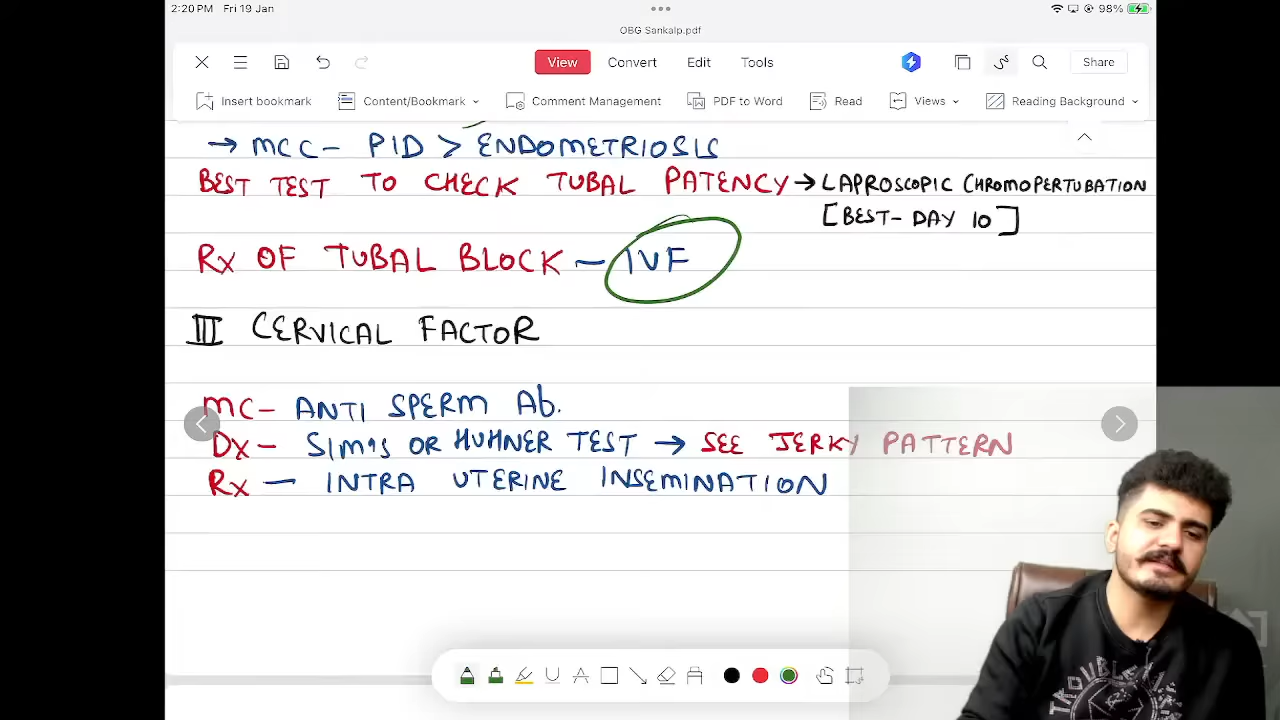 2:20 PM Fri 19 Jan
98%
OBG Sankalp.pdf
View Convert Edit Tools
Share
Insert bookmark Content/Bookmark Comment Management PDF to Word Read Views Reading Background
→ MCC- PID > ENDOMETRIOSIS
BEST TEST TO CHECK TUBAL PATENCY → LAPROSCOPIC CHROMOPERTUBATION
[BEST- DAY 10]
Rx OF TUBAL BLOCK - IVF
III CERVICAL FACTOR
MC- ANTI SPERM Ab.
Dx- SIM's OR HUHNER TEST → SEE JERKY PATTERN
Rx - INTRA UTERINE INSEMINATION